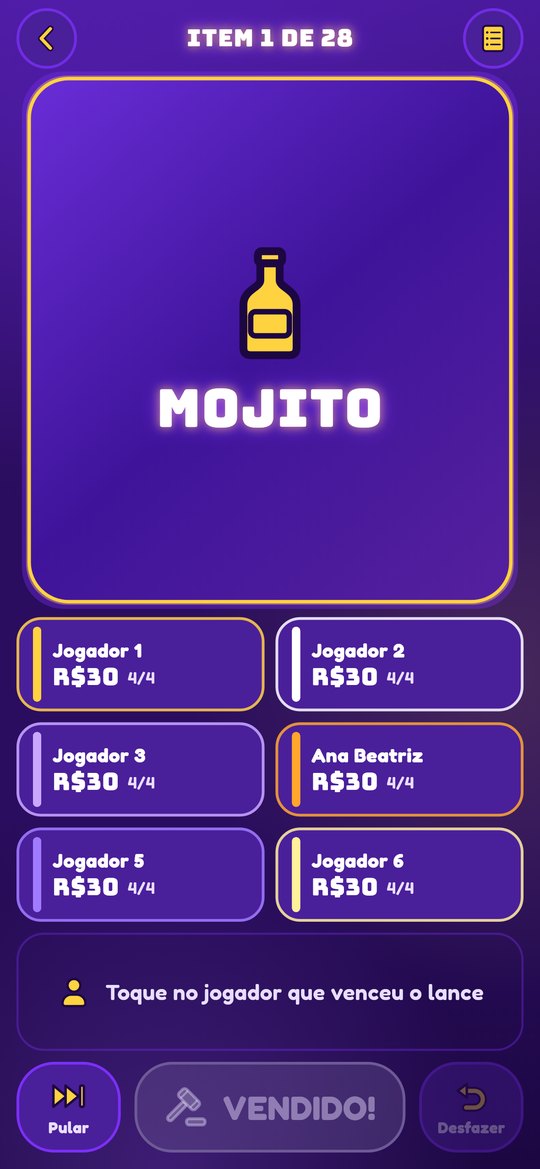 ITEM 1 DE 28
MOJITO
Jogador 1
R$30 4/4
Jogador 2
R$30 4/4
Jogador 3
R$30 4/4
Ana Beatriz
R$30 4/4
Jogador 5
R$30 4/4
Jogador 6
R$30 4/4
Toque no jogador que venceu o lance
Pular
VENDIDO!
Desfazer